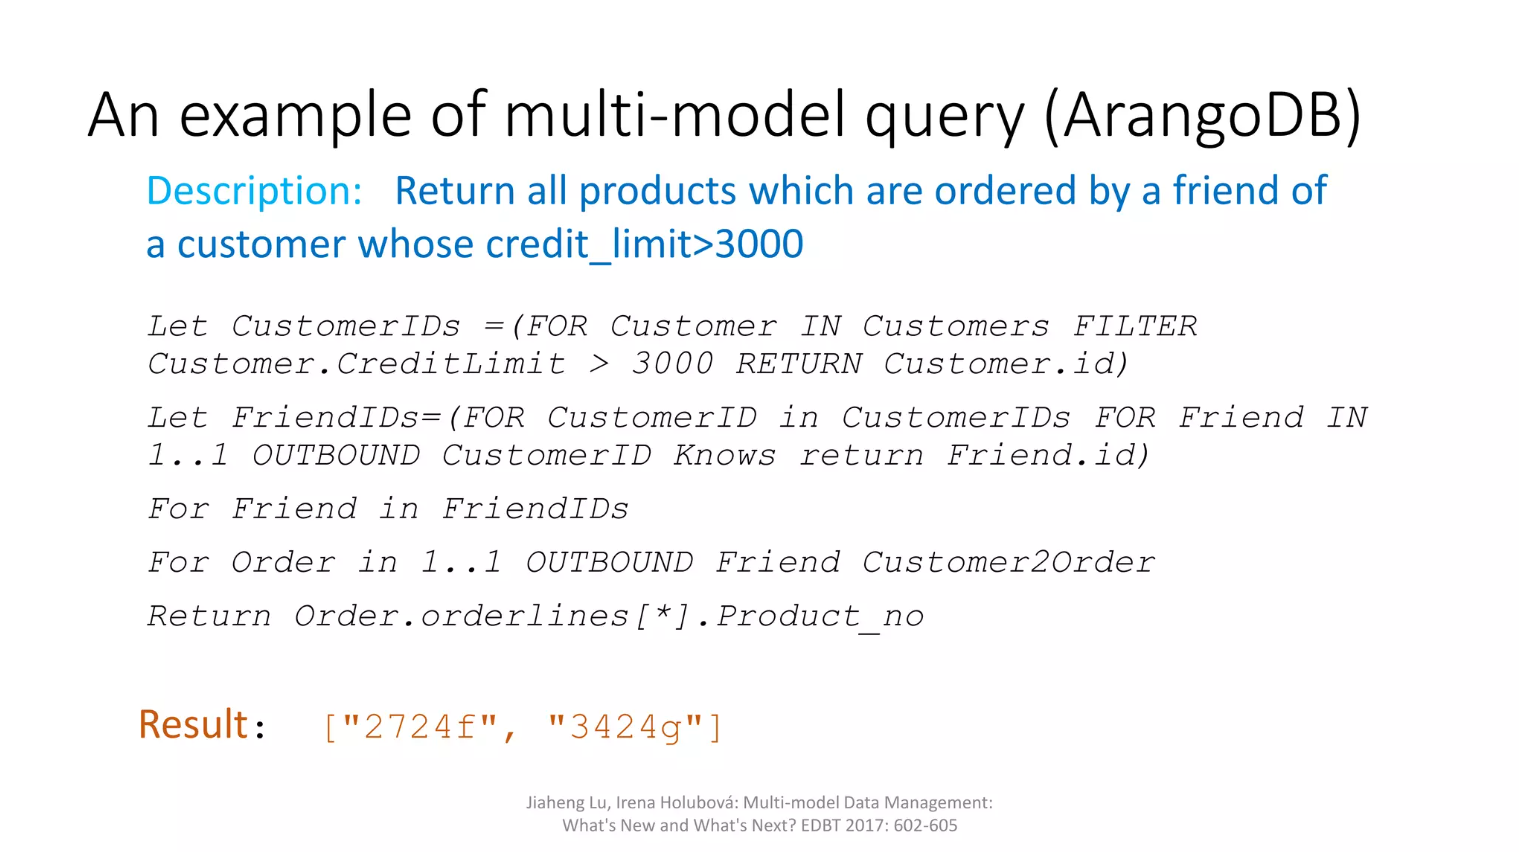 An example of multi-model query (ArangoDB)
Description: Return all products which are ordered by a friend of
a customer whose credit_limit>3000
Let CustomerIDs =(FOR Customer IN Customers FILTER
Customer.CreditLimit > 3000 RETURN Customer.id)
Let FriendIDs=(FOR CustomerID in CustomerIDs FOR Friend IN
1..1 OUTBOUND CustomerID Knows return Friend.id)
For Friend in FriendIDs
For Order in 1..1 OUTBOUND Friend Customer2Order
Return Order.orderlines[*].Product_no
Result: ["2724f", "3424g"]
Jiaheng Lu, Irena Holubová: Multi-model Data Management:
What's New and What's Next? EDBT 2017: 602-605